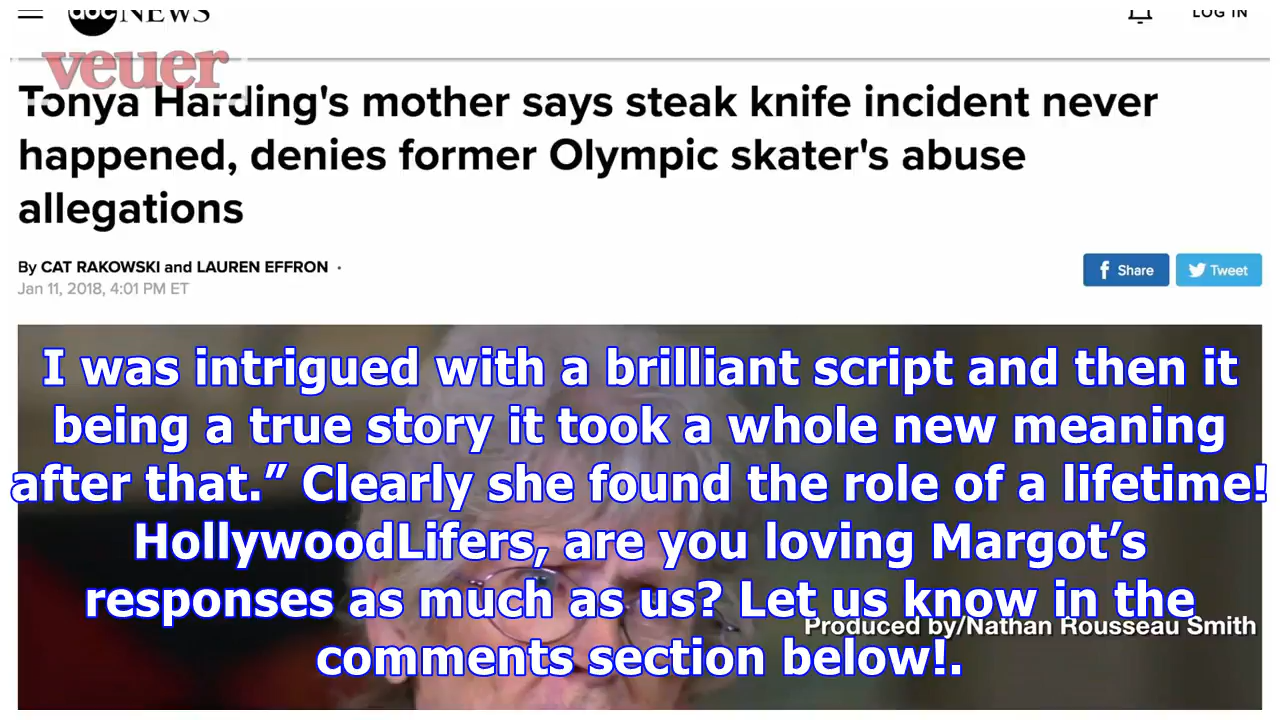 abc NEWS
LOG IN
veuer
Tonya Harding's mother says steak knife incident never
happened, denies former Olympic skater's abuse
allegations
By CAT RAKOWSKI and LAUREN EFFRON ·
Jan 11, 2018, 4:01 PM ET
Share
Tweet
I was intrigued with a brilliant script and then it
being a true story it took a whole new meaning
after that.” Clearly she found the role of a lifetime!
HollywoodLifers, are you loving Margot’s
responses as much as us? Let us know in the
comments section below!.
Produced by/Nathan Rousseau Smith